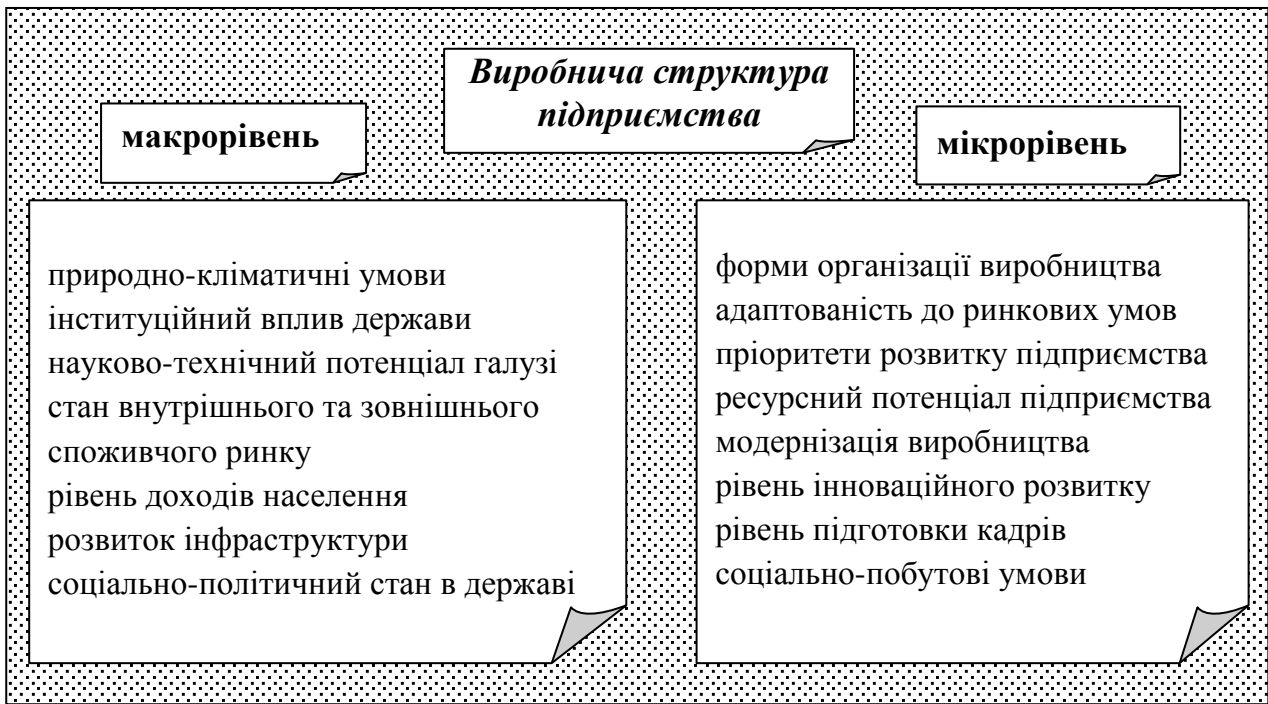 Виробнича структура
підприємства
макрорівень
мікрорівень
природно-кліматичні умови
інституційний вплив держави
науково-технічний потенціал галузі
стан внутрішнього та зовнішнього
споживчого ринку
рівень доходів населення
розвиток інфраструктури
соціально-політичний стан в державі
форми організації виробництва
адаптованість до ринкових умов
пріоритети розвитку підприємства
ресурсний потенціал підприємства
модернізація виробництва
рівень інноваційного розвитку
рівень підготовки кадрів
соціально-побутові умови